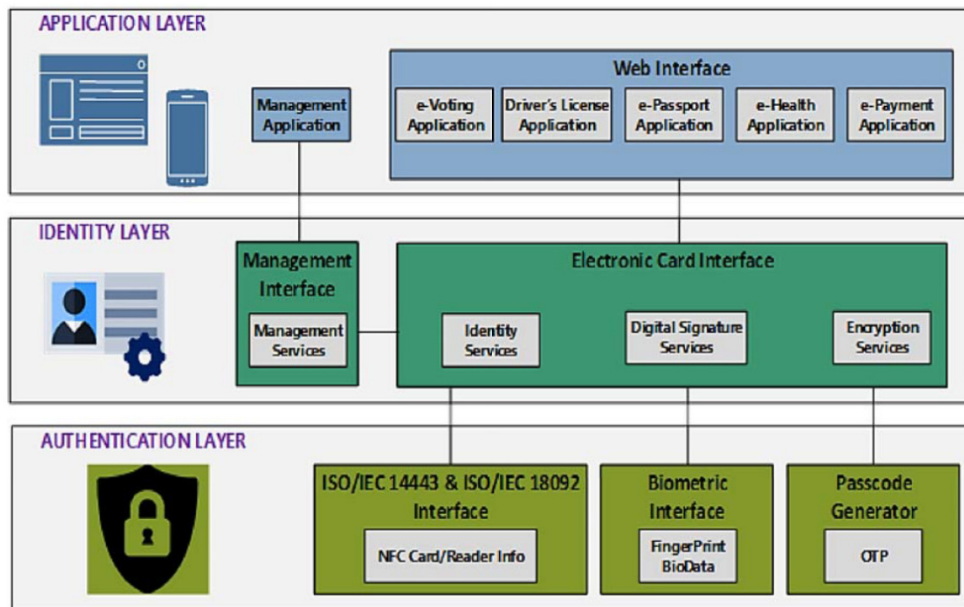 APPLICATION LAYER
Web Interface
Management
Application
e-Voting
Application
Driver's License
Application
e-Passport
Application
e-Health
Application
e-Payment
Application
IDENTITY LAYER
Management
Interface
Management
Services
Electronic Card Interface
Identity
Services
Digital Signature
Services
Encryption
Services
AUTHENTICATION LAYER
ISO/IEC 14443 & ISO/IEC 18092
Interface
NFC Card/Reader Info
Biometric
Interface
FingerPrint
BioData
Passcode
Generator
OTP